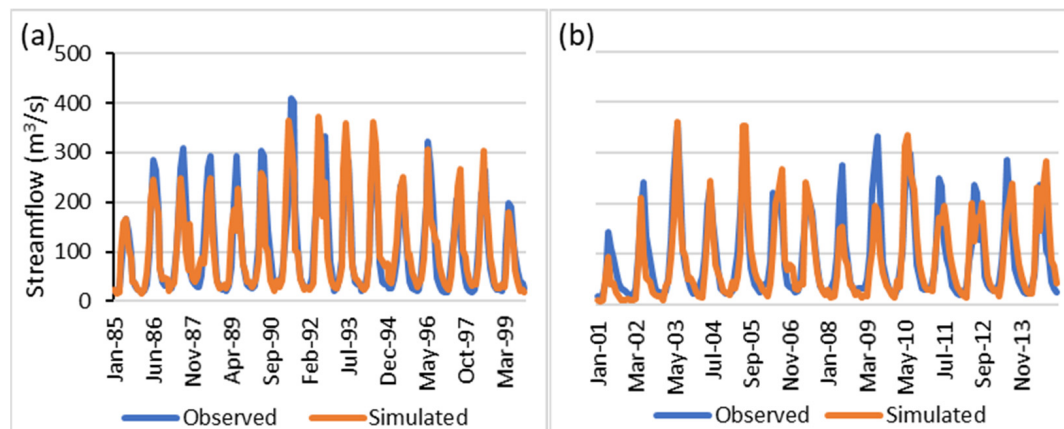 (a)
500
400
300
200
100
0
Streamflow (m³/s)
Jan-85
Jun-86
Nov-87
Apr-89
Sep-90
Feb-92
Jul-93
Dec-94
May-96
Oct-97
Mar-99
Observed Simulated
(b)
Jan-01
Mar-02
May-03
Jul-04
Sep-05
Nov-06
Jan-08
Mar-09
May-10
Jul-11
Sep-12
Nov-13
Observed Simulated